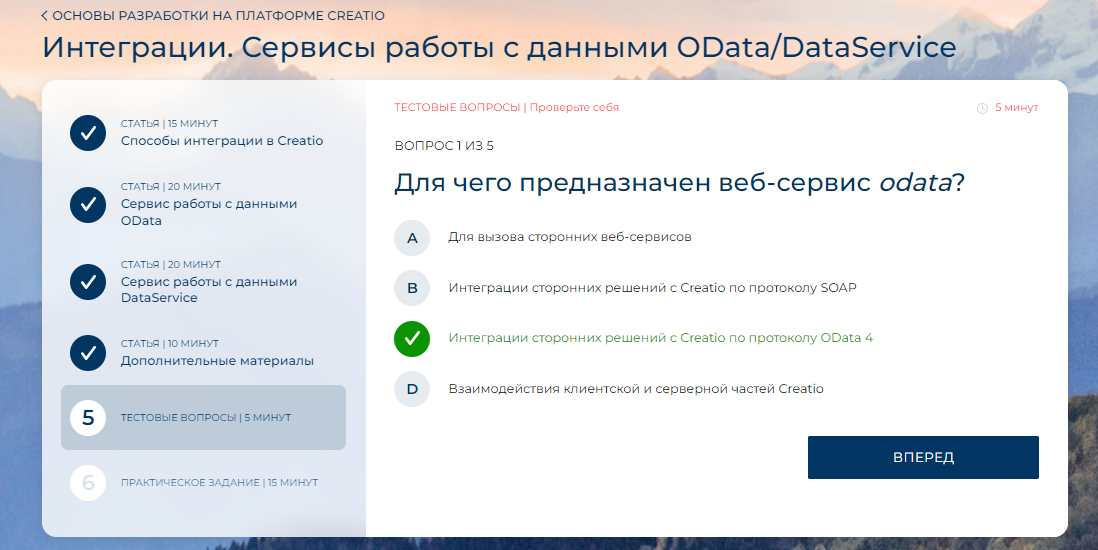 ОСНОВЫ РАЗРАБОТКИ НА ПЛАТФОРМЕ CREATIO
Интеграции. Сервисы работы с данными OData/DataService
СТАТЬЯ | 15 МИНУТ
Способы интеграции в Creatio
СТАТЬЯ | 20 МИНУТ
Сервис работы с данными
OData
СТАТЬЯ | 20 МИНУТ
Сервис работы с данными
DataService
СТАТЬЯ | 10 МИНУТ
Дополнительные материалы
5
ТЕСТОВЫЕ ВОПРОСЫ | 5 МИНУТ
6
ПРАКТИЧЕСКОЕ ЗАДАНИЕ | 15 МИНУТ
ТЕСТОВЫЕ ВОПРОСЫ | Проверьте себя
5 минут
ВОПРОС 1 ИЗ 5
Для чего предназначен веб-сервис odata?
A Для вызова сторонних веб-сервисов
B Интеграции сторонних решений с Creatio по протоколу SOAP
Интеграции сторонних решений с Creatio по протоколу OData 4
D Взаимодействия клиентской и серверной частей Creatio
ВПЕРЕД